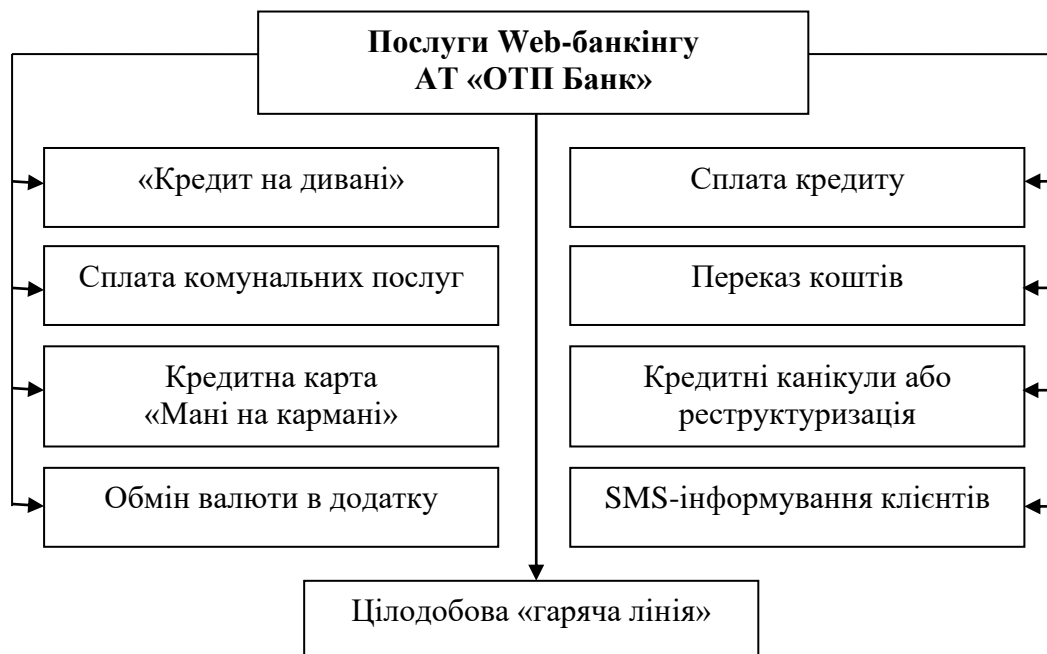 Послуги Web-банкінгу
АТ «ОТП Банк»
«Кредит на дивані»
Сплата кредиту
Сплата комунальних послуг
Переказ коштів
Кредитна карта
«Мані на кармані»
Кредитні канікули або
реструктуризація
Обмін валюти в додатку
SMS-інформування клієнтів
Цілодобова «гаряча лінія»